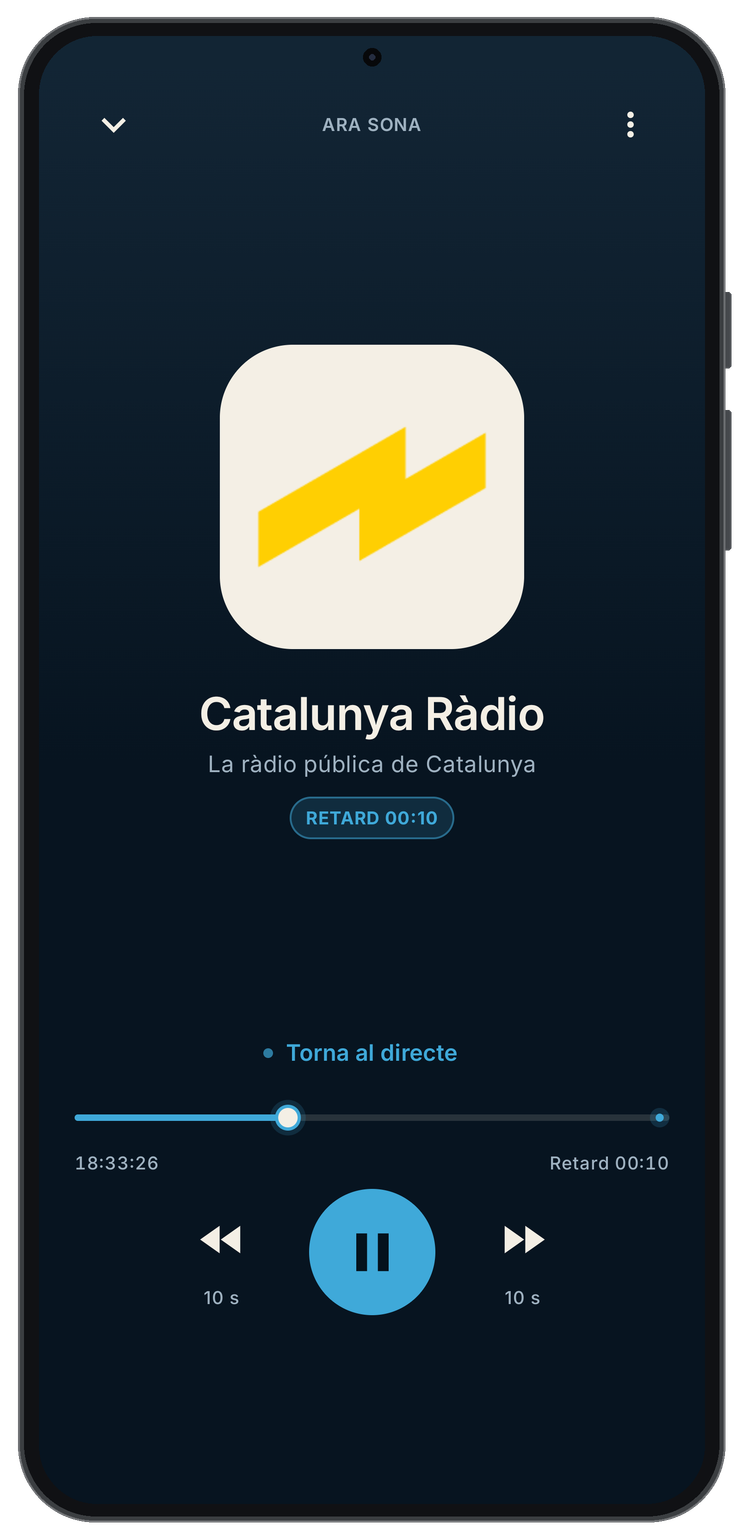 ARA SONA
Catalunya Ràdio
La ràdio pública de Catalunya
RETARD 00:10
Torna al directe
18:33:26
Retard 00:10
10 s
10 s